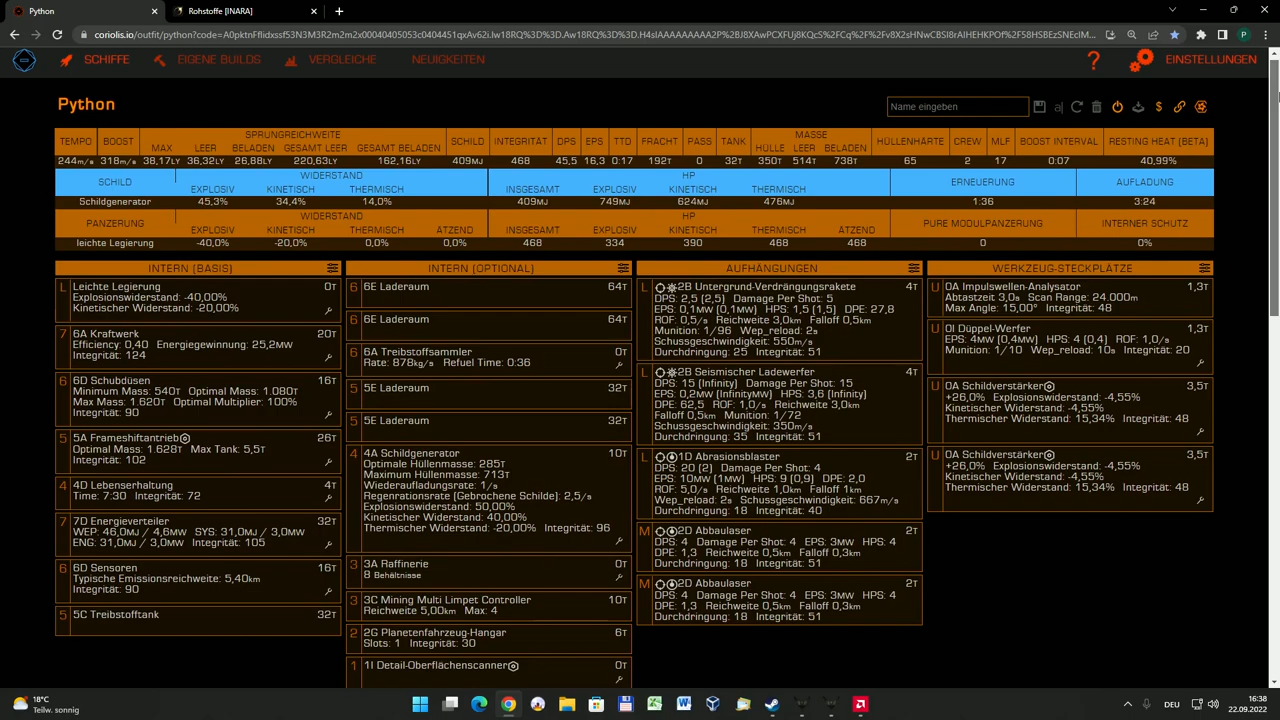 Python
Rohstoffe [INARA]
coriolis.io/outfit/python?code=
SCHIFFE
EIGENE BUILDS
VERGLEICHE
NEUIGKEITEN
EINSTELLUNGEN
Python
Name eingeben
TEMPO BOOST SPRUNGREICHWEITE SCHILD INTEGRITÄT DPS EPS TTD FRACHT PASS TANK MASSE HÜLLENHÄRTE CREW MLF BOOST INTERVAL RESTING HEAT (BETA)
MAX LEER BELADEN GESAMT LEER GESAMT BELADEN HÜLLE LEER BELADEN
244m/s 318m/s 38,17LY 36,32LY 26,88LY 220,63LY 162,16LY 409MJ 468 45,5 16,3 0:17 192T 0 32T 350T 514T 738T 65 2 17 0:07 40,99%
SCHILD WIDERSTAND HP ERNEUERUNG AUFLADUNG
EXPLOSIV KINETISCH THERMISCH INSGESAMT EXPLOSIV KINETISCH THERMISCH
Schildgenerator 45,3% 34,4% 14,0% 409MJ 749MJ 624MJ 476MJ 1:36 3:24
PANZERUNG WIDERSTAND HP PURE MODULPANZERUNG INTERNER SCHUTZ
EXPLOSIV KINETISCH THERMISCH ÄTZEND INSGESAMT EXPLOSIV KINETISCH THERMISCH ÄTZEND
leichte Legierung -40,0% -20,0% 0,0% 0,0% 468 334 390 468 468 0 0%
INTERN (BASIS)
L Leichte Legierung 0T
Explosionswiderstand -40,00%
Kinetischer Widerstand -20,00%
7 6A Kraftwerk 20T
Efficiency: 0,40 Energiegewinnung: 25,2MW
Integrität: 124
6 6D Schubdüsen 16T
Minimum Mass: 540T Optimal Mass: 1.080T
Max Mass: 1.620T Optimal Multiplier: 100%
Integrität: 90
5 5A Frameshiftantrieb 26T
Optimal Mass: 1.628T Max Tank: 5,5T
Integrität: 102
4 4D Lebenserhaltung 4T
Time: 7:30 Integrität: 72
7 7D Energieverteiler 32T
WEP: 46,0MJ / 4,6MW SYS: 31,0MJ / 3,0MW
ENG: 31,0MJ / 3,0MW Integrität: 105
6 6D Sensoren 16T
Typische Emissionsreichweite: 5,40km
Integrität: 90
5 5C Treibstofftank 32T
INTERN (OPTIONAL)
6 6E Laderaum 64T
6 6E Laderaum 64T
6 6A Treibstoffsammler 0T
Rate: 878kg/s Refuel Time: 0:36
5 5E Laderaum 32T
5 5E Laderaum 32T
4 4A Schildgenerator 10T
Optimale Hüllenmasse: 285T
Maximum Hüllenmasse: 713T
Wiederaufladungsrate: 1/s
Regenrationsrate (Gebrochene Schilde): 2,5/s
Explosionswiderstand: 50,00%
Kinetischer Widerstand: 40,00%
Thermischer Widerstand: -20,00% Integrität: 96
3 3A Raffinerie 0T
8 Behältnisse
3 3C Mining Multi Limpet Controller 10T
Reichweite 5,00km Max: 4
2 2G Planetenfahrzeug-Hangar 6T
Slots: 1 Integrität: 30
1 1I Detail-Oberflächenscanner 0T
AUFHÄNGUNGEN
L 2B Untergrund-Verdrängungsrakete 4T
DPS: 2,5 (2,5) Damage Per Shot: 5
EPS: 0,1MW (0,1MW) HPS: 1,5 (1,5) DPE: 27,8
ROF: 0,5/s Reichweite 3,0km Falloff 0,5km
Munition: 1/96 Wep_reload: 2s
Schussgeschwindigkeit: 550m/s
Durchdringung: 25 Integrität: 51
L 2B Seismischer Ladewerfer 4T
DPS: 15 (Infinity) Damage Per Shot: 15
EPS: 0,2MW (InfinityMW) HPS: 3,6 (Infinity)
DPE: 62,5 ROF: 1,0/s Reichweite 3,0km
Falloff 0,5km Munition: 1/72
Schussgeschwindigkeit: 350m/s
Durchdringung: 35 Integrität: 51
L 1D Abrasionsblaster 2T
DPS: 20 (2) Damage Per Shot: 4
EPS: 10MW (1MW) HPS: 9 (0,9) DPE: 2,0
ROF: 5,0/s Reichweite 1,0km Falloff 1km
Wep_reload: 2s Schussgeschwindigkeit: 667m/s
Durchdringung: 18 Integrität: 40
M 2D Abbaulaser 2T
DPS: 4 Damage Per Shot: 4 EPS: 3MW HPS: 4
DPE: 1,3 Reichweite 0,5km Falloff 0,3km
Durchdringung: 18 Integrität: 51
M 2D Abbaulaser 2T
DPS: 4 Damage Per Shot: 4 EPS: 3MW HPS: 4
DPE: 1,3 Reichweite 0,5km Falloff 0,3km
Durchdringung: 18 Integrität: 51
WERKZEUG-STECKPLÄTZE
U 0A Impulswellen-Analysator 1,3T
Abtastzeit 3,0s Scan Range: 24.000m
Max Angle: 15,00° Integrität: 48
U 0I Düppel-Werfer 1,3T
EPS: 4MW (0,4MW) HPS: 4 ROF: 1,0/s
Munition: 1/10 Wep_reload: 10s Integrität: 20
U 0A Schildverstärker 3,5T
+26,0% Explosionswiderstand: -4,55%
Kinetischer Widerstand: -4,55%
Thermischer Widerstand: 15,34% Integrität: 48
U 0A Schildverstärker 3,5T
+26,0% Explosionswiderstand: -4,55%
Kinetischer Widerstand: -4,55%
Thermischer Widerstand: 15,34% Integrität: 48
18°C
Teilw. sonnig
DEU
16:38
22.09.2022